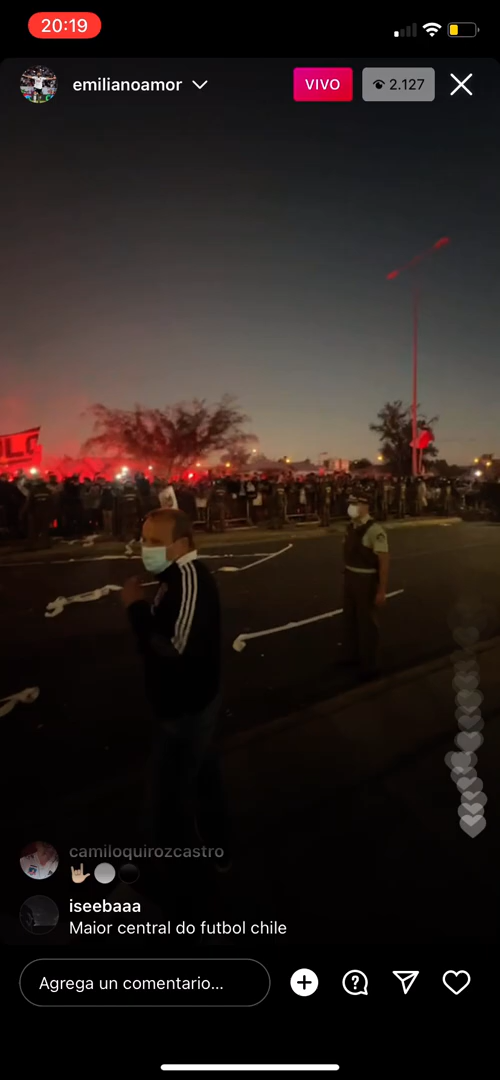 20:19
emilianoamor
VIVO
2.127
camiloquirozcastro
iseebaaa
Maior central do futbol chile
Agrega un comentario...